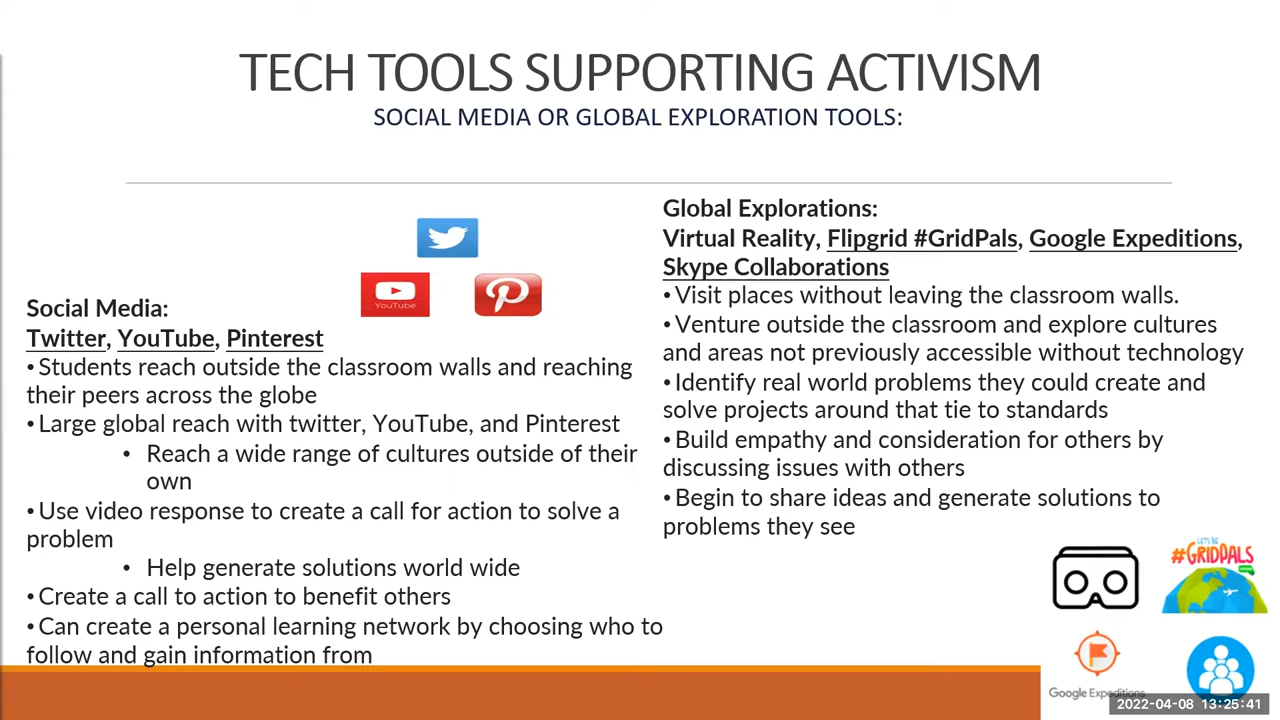 TECH TOOLS SUPPORTING ACTIVISM
SOCIAL MEDIA OR GLOBAL EXPLORATION TOOLS:
YouTube
Social Media:
Twitter, YouTube, Pinterest
•Students reach outside the classroom walls and reaching
their peers across the globe
•Large global reach with twitter, YouTube, and Pinterest
• Reach a wide range of cultures outside of their
own
•Use video response to create a call for action to solve a
problem
• Help generate solutions world wide
•Create a call to action to benefit others
•Can create a personal learning network by choosing who to
follow and gain information from
Global Explorations:
Virtual Reality, Flipgrid #GridPals, Google Expeditions,
Skype Collaborations
•Visit places without leaving the classroom walls.
•Venture outside the classroom and explore cultures
and areas not previously accessible without technology
•Identify real world problems they could create and
solve projects around that tie to standards
•Build empathy and consideration for others by
discussing issues with others
•Begin to share ideas and generate solutions to
problems they see
LET'S BE
#GRIDPALS
Google Expeditions
2022-04-08 13:25:41